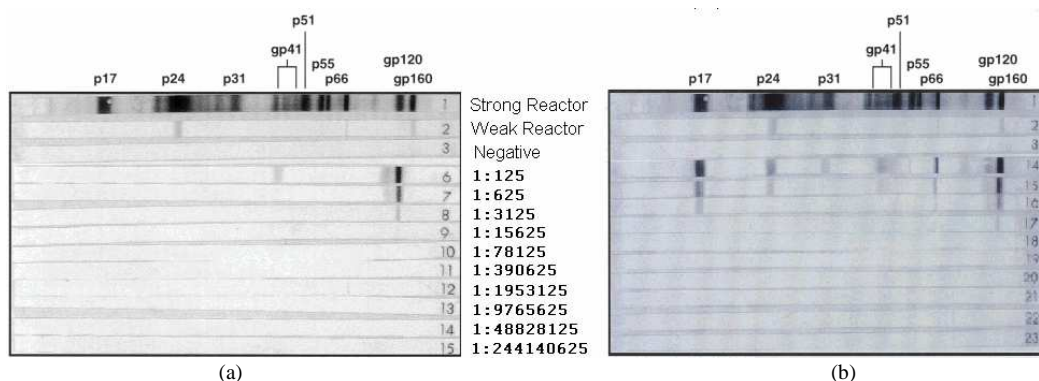 p51
gp41
p55
gp120
p17 p24 p31 p66 gp160
1 Strong Reactor
2 Weak Reactor
3 Negative
6 1:125
7 1:625
8 1:3125
9 1:15625
10 1:78125
11 1:390625
12 1:1953125
13 1:9765625
14 1:48828125
15 1:244140625
(a)
p51
gp41
p55
gp120
p17 p24 p31 p66 gp160
1
2
3
14
15
16
17
18
19
20
21
22
23
(b)